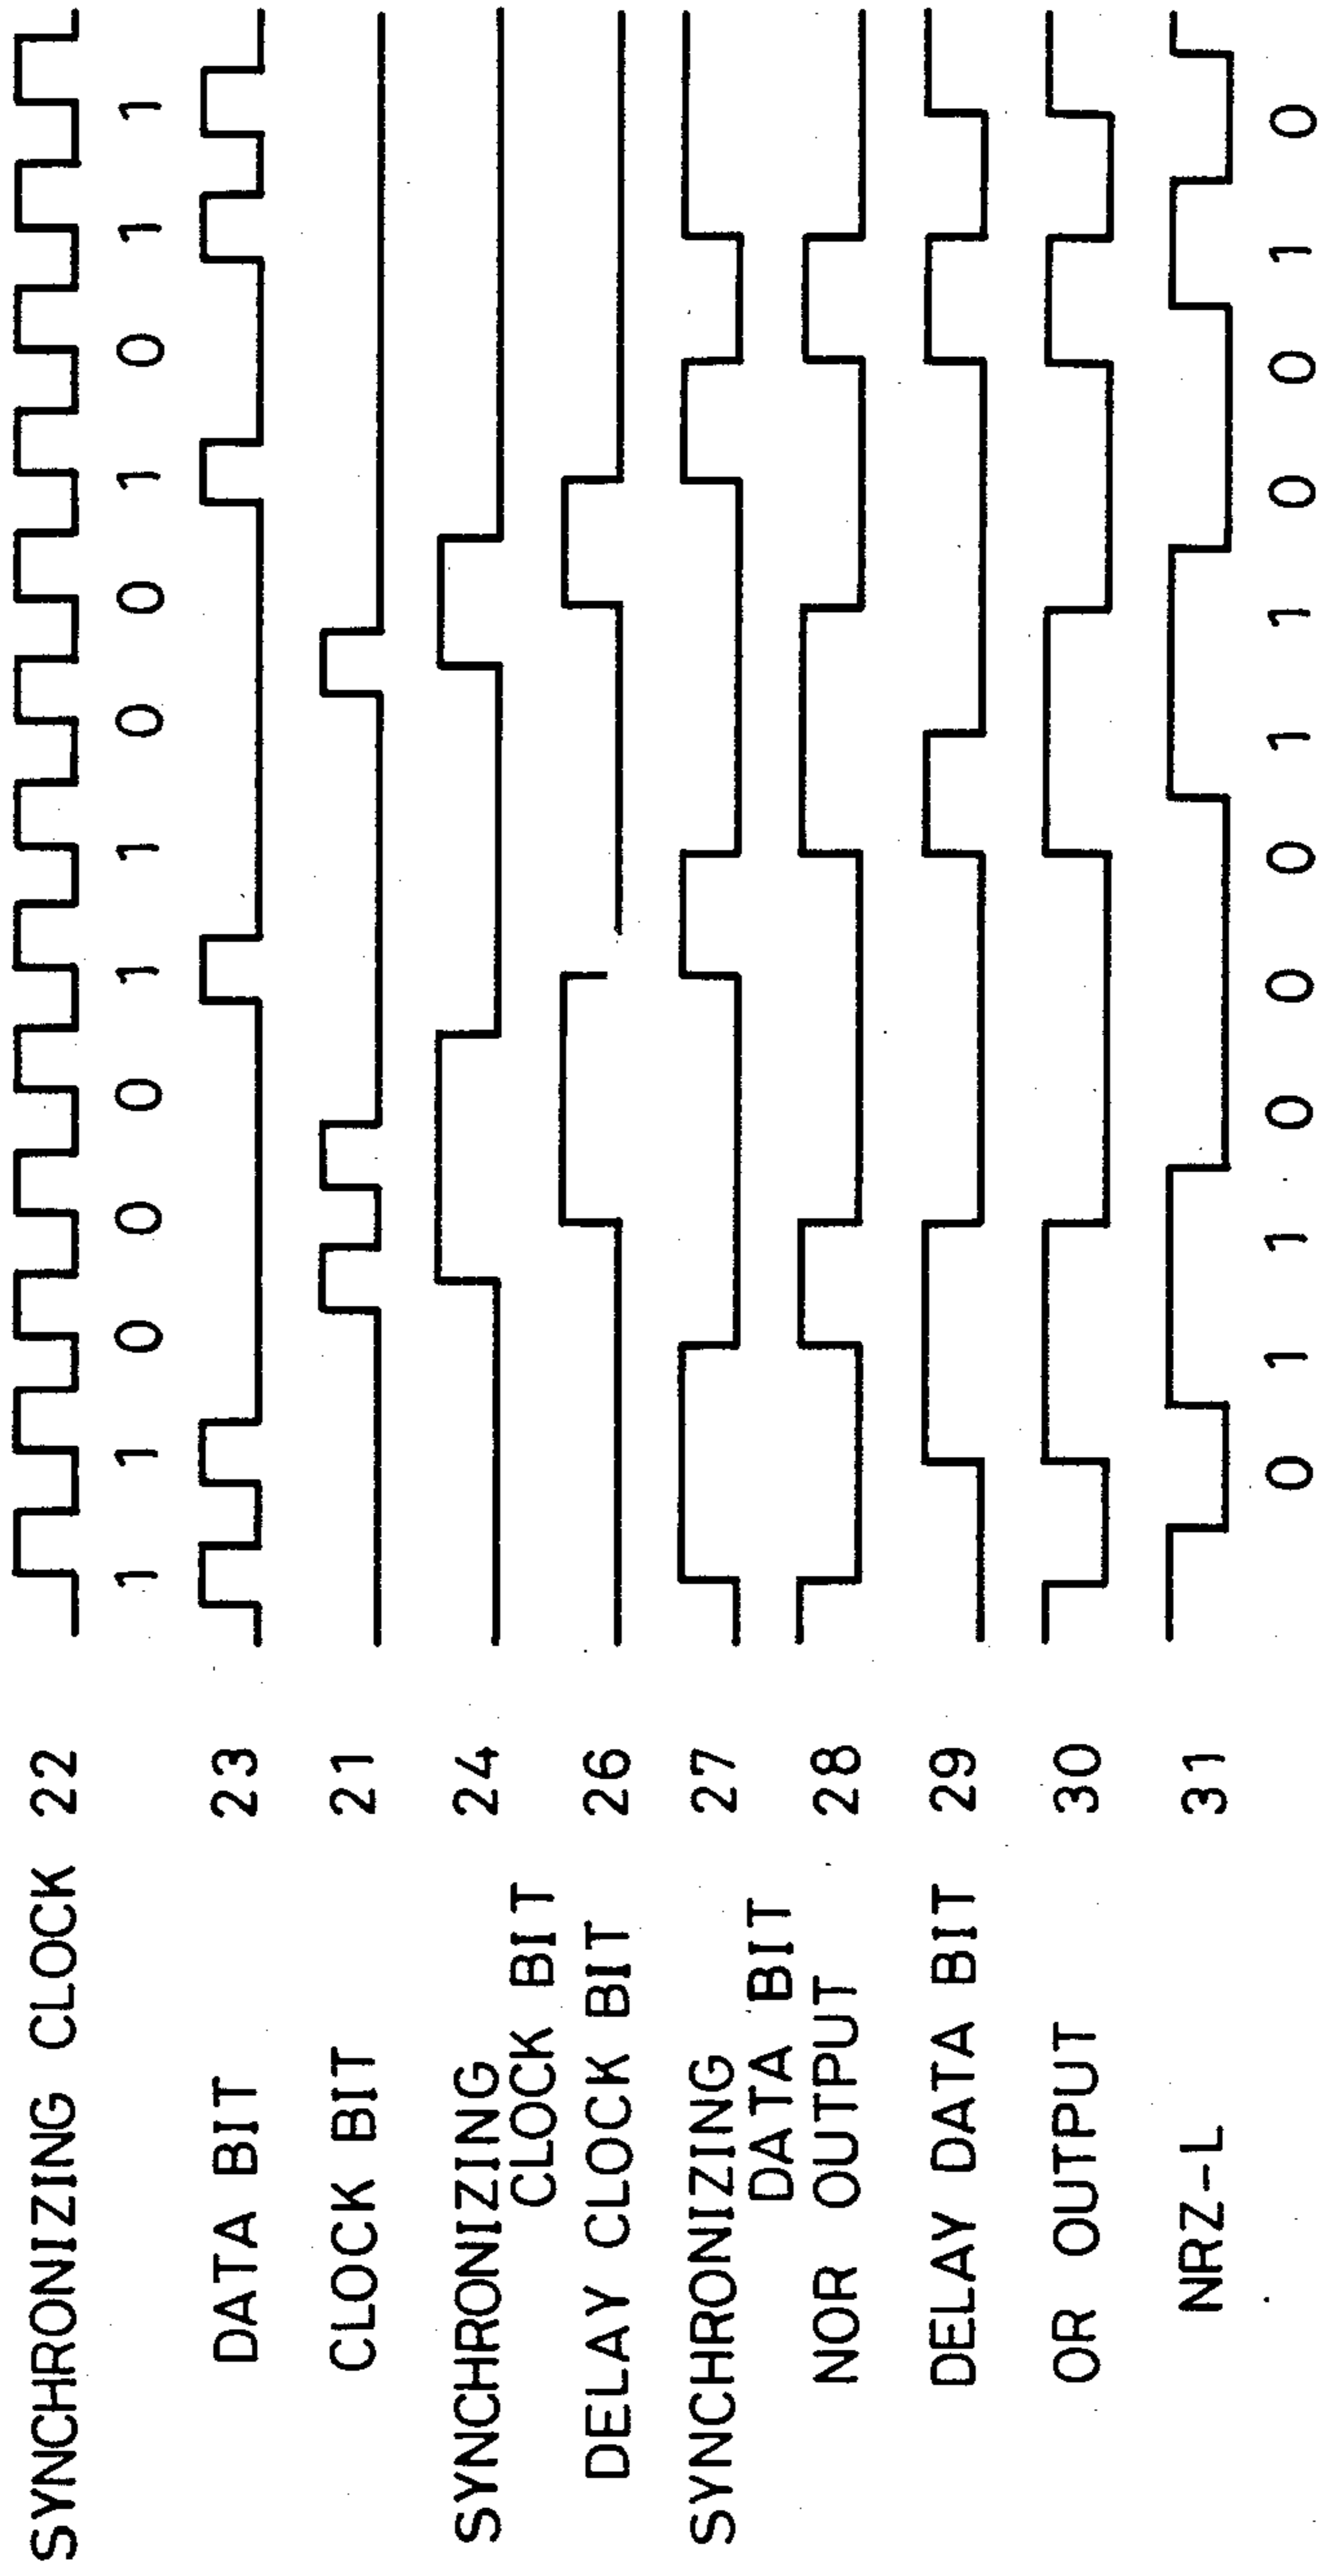 SYNCHRONIZING CLOCK 22
1 1 0 0 0 1 1 0 0 1 0 1 1
DATA BIT 23
CLOCK BIT 21
SYNCHRONIZING 24
CLOCK BIT
DELAY CLOCK BIT 26
SYNCHRONIZING 27
DATA BIT
NOR OUTPUT 28
DELAY DATA BIT 29
OR OUTPUT 30
NRZ-L 31
0 1 1 0 0 0 1 1 0 0 1 0